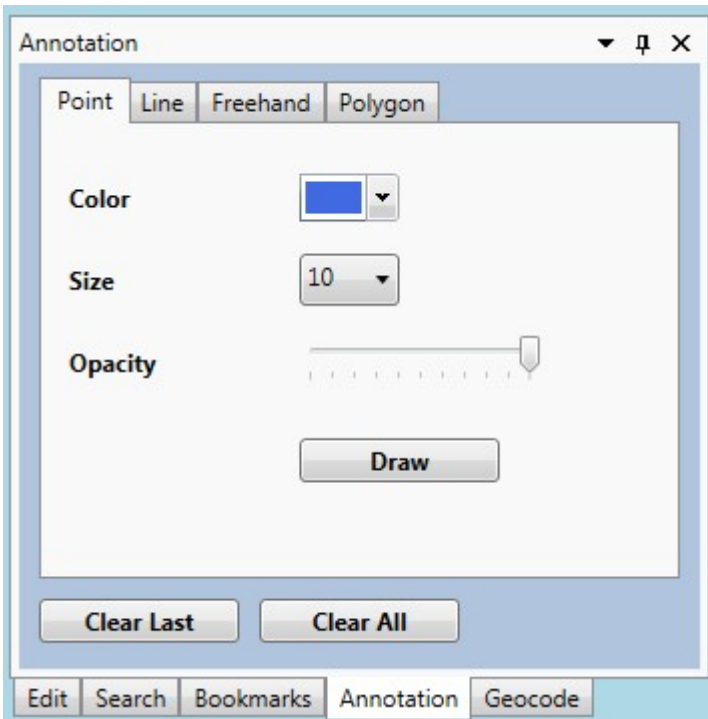 Annotation
Point Line Freehand Polygon
Color
Size 10
Opacity
Draw
Clear Last Clear All
Edit Search Bookmarks Annotation Geocode